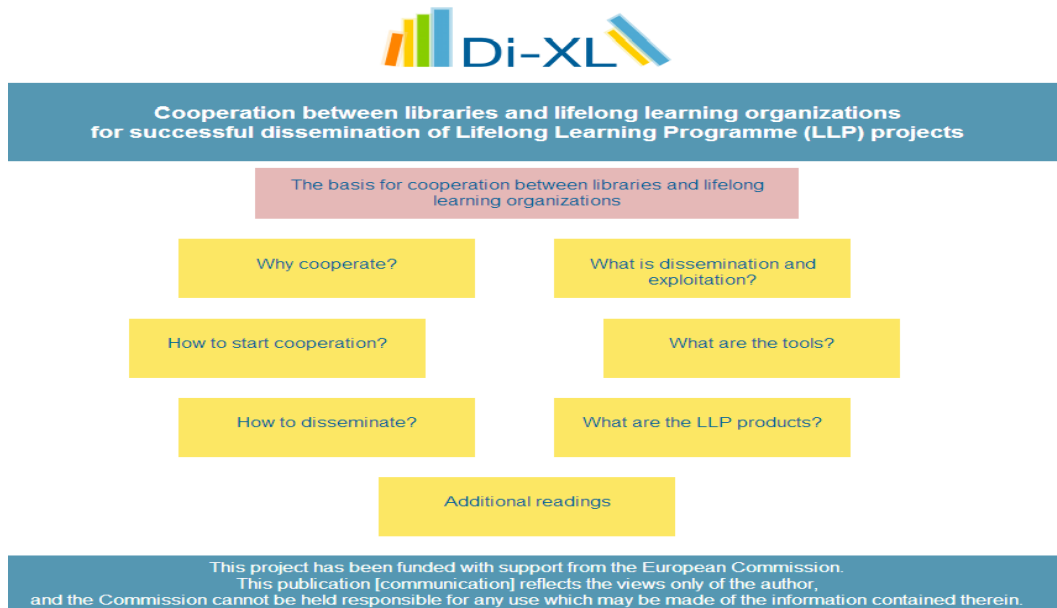 Di-XL
Cooperation between libraries and lifelong learning organizations
for successful dissemination of Lifelong Learning Programme (LLP) projects
The basis for cooperation between libraries and lifelong
learning organizations
Why cooperate?
What is dissemination and
exploitation?
How to start cooperation?
What are the tools?
How to disseminate?
What are the LLP products?
Additional readings
This project has been funded with support from the European Commission.
This publication [communication] reflects the views only of the author,
and the Commission cannot be held responsible for any use which may be made of the information contained therein.